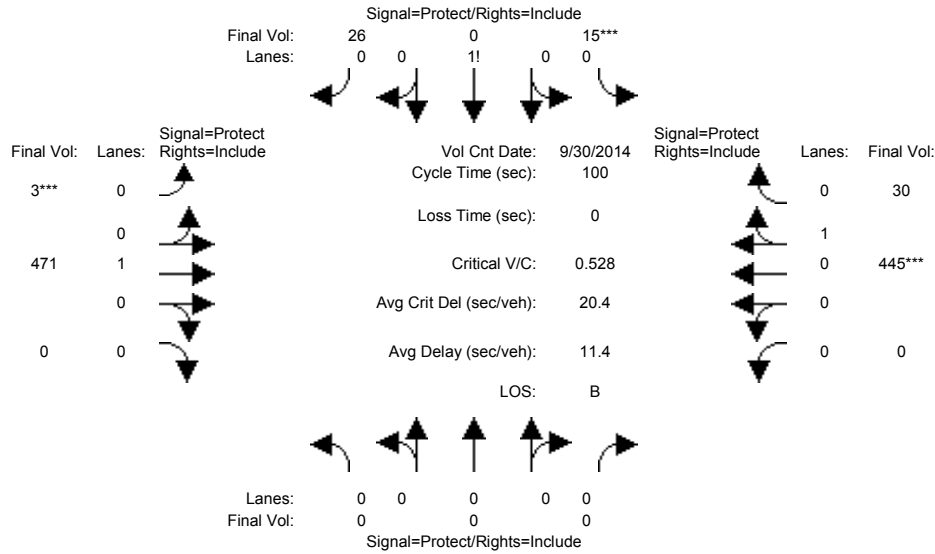 Signal=Protect/Rights=Include
Final Vol: 26 0 15***
Lanes: 0 0 1! 0 0
Signal=Protect
Final Vol: Lanes: Rights=Include
Vol Cnt Date: 9/30/2014
Signal=Protect
Rights=Include Lanes: Final Vol:
Cycle Time (sec): 100
3*** 0
0 30
Loss Time (sec): 0
0
1
471 1
Critical V/C: 0.528
0 445***
0
Avg Crit Del (sec/veh): 20.4
0
0 0
Avg Delay (sec/veh): 11.4
0 0
LOS: B
Lanes: 0 0 0 0 0
Final Vol: 0 0 0
Signal=Protect/Rights=Include